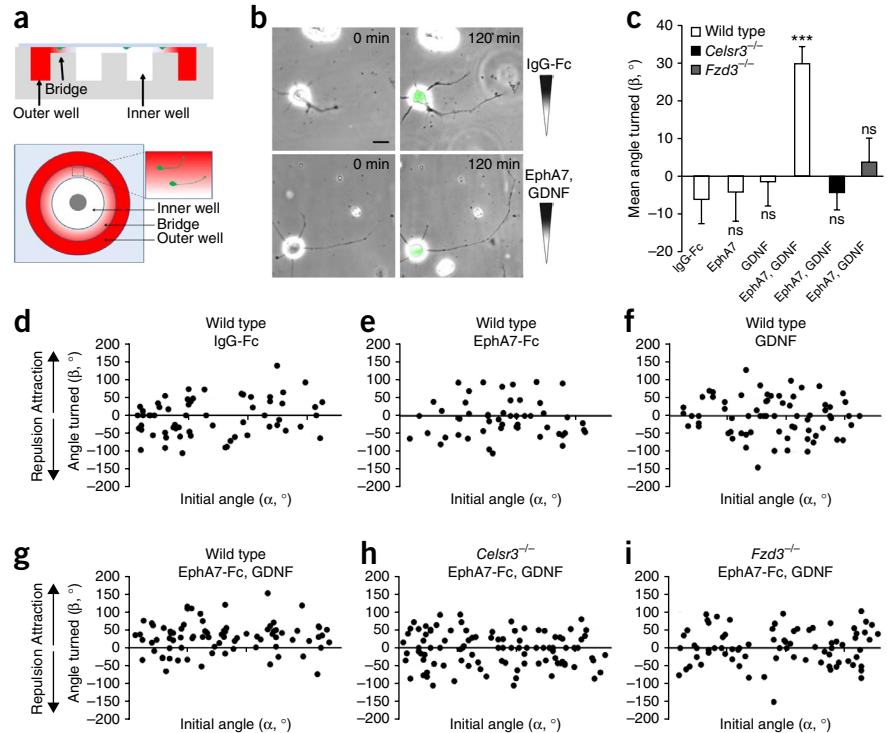 a
Bridge
Outer well
Inner well
Inner well
Bridge
Outer well
b
0 min
120 min
IgG-Fc
0 min
120 min
EphA7,
GDNF
c
Mean angle turned (β, °)
40
30
20
10
0
−10
−20
Wild type
Celsr3−/−
Fzd3−/−
ns
ns
***
ns
ns
IgG-Fc
EphA7
GDNF
EphA7, GDNF
EphA7, GDNF
EphA7, GDNF
d
Wild type
IgG-Fc
Repulsion Attraction
Angle turned (β, °)
200
150
100
50
0
−50
−100
−150
−200
Initial angle (α, °)
e
Wild type
EphA7-Fc
200
150
100
50
0
−50
−100
−150
−200
Initial angle (α, °)
f
Wild type
GDNF
200
150
100
50
0
−50
−100
−150
−200
Initial angle (α, °)
g
Wild type
EphA7-Fc, GDNF
Repulsion Attraction
Angle turned (β, °)
200
150
100
50
0
−50
−100
−150
−200
Initial angle (α, °)
h
Celsr3−/−
EphA7-Fc, GDNF
200
150
100
50
0
−50
−100
−150
−200
Initial angle (α, °)
i
Fzd3−/−
EphA7-Fc, GDNF
200
150
100
50
0
−50
−100
−150
−200
Initial angle (α, °)